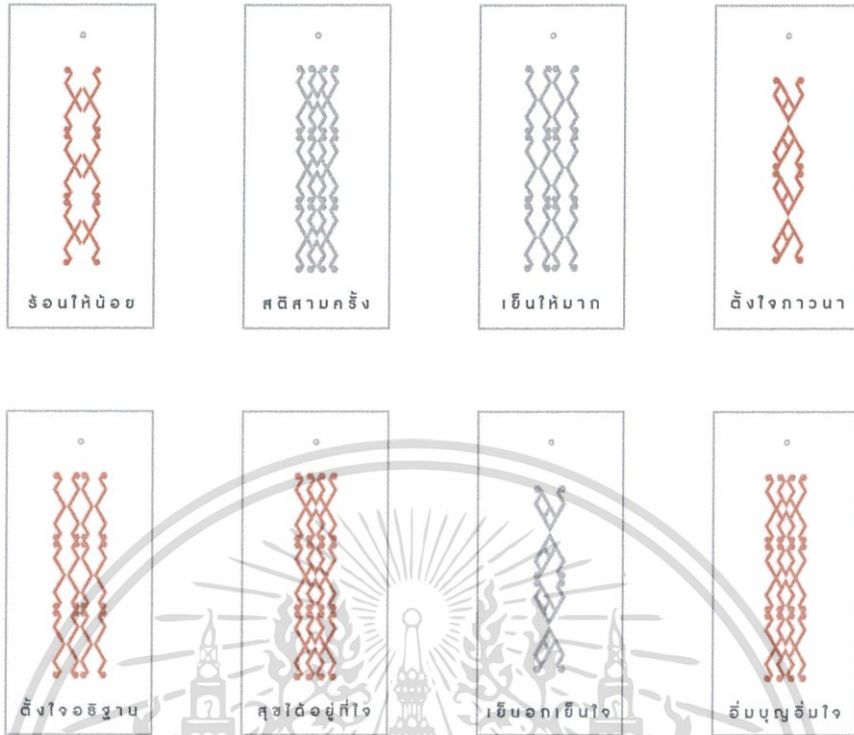 ร้อนให้น้อย
สติสามครั้ง
เย็นให้มาก
ตั้งใจภาวนา
ตั้งใจอธิฐาน
สุขได้อยู่ที่ใจ
เย็นอกเย็นใจ
อิ่มบุญอิ่มใจ